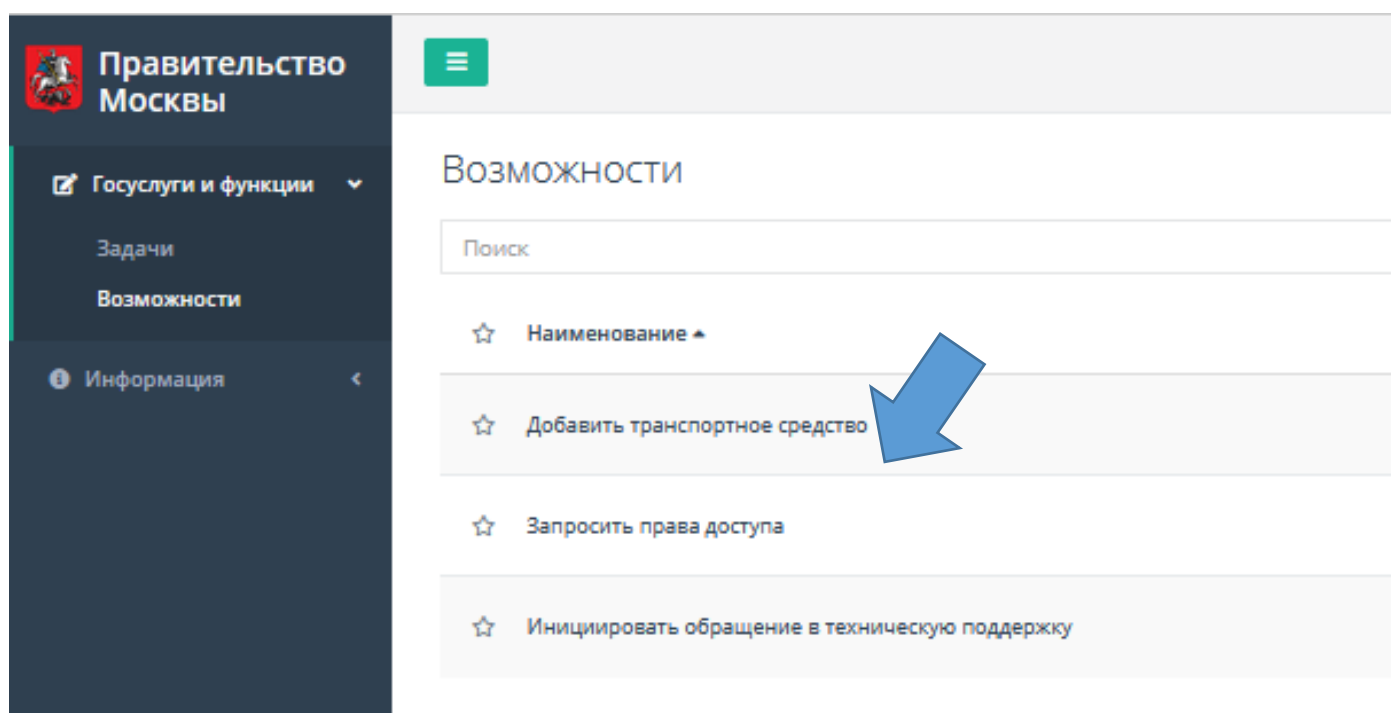 Правительство
Москвы
Госуслуги и функции
Задачи
Возможности
Информация
Возможности
Поиск
Наименование
Добавить транспортное средство
Запросить права доступа
Инициировать обращение в техническую поддержку